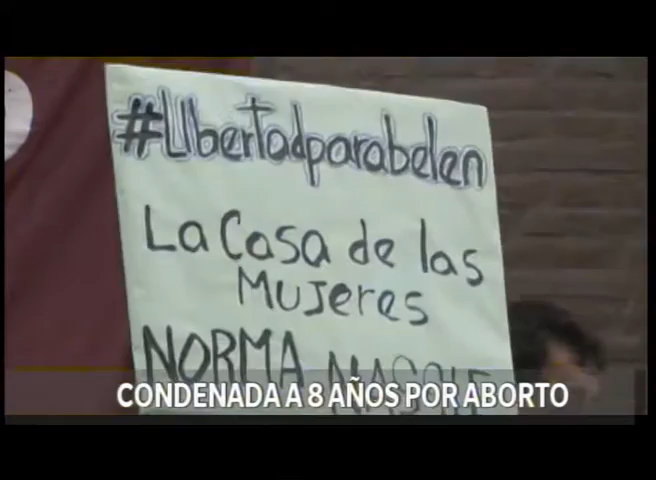 #Libertadparabelen
La Casa de las
Mujeres
NORMA
CONDENADA A 8 AÑOS POR ABORTO